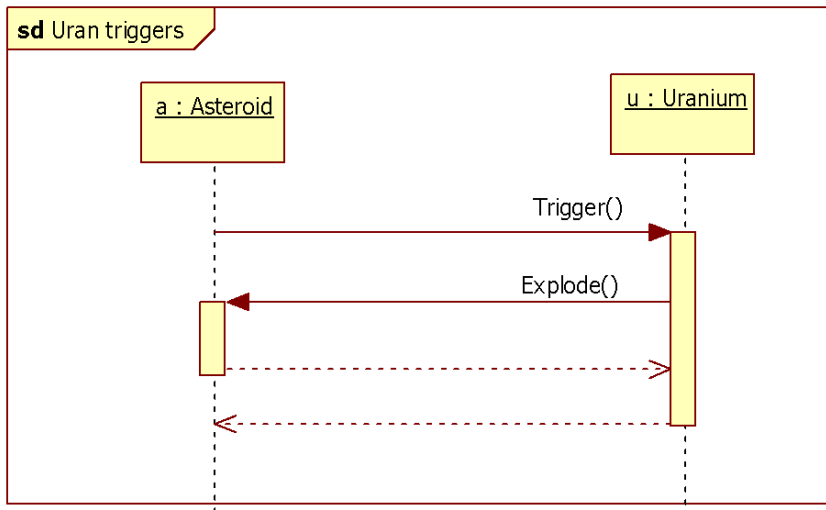 sd Uran triggers
a : Asteroid
u : Uranium
Trigger()
Explode()